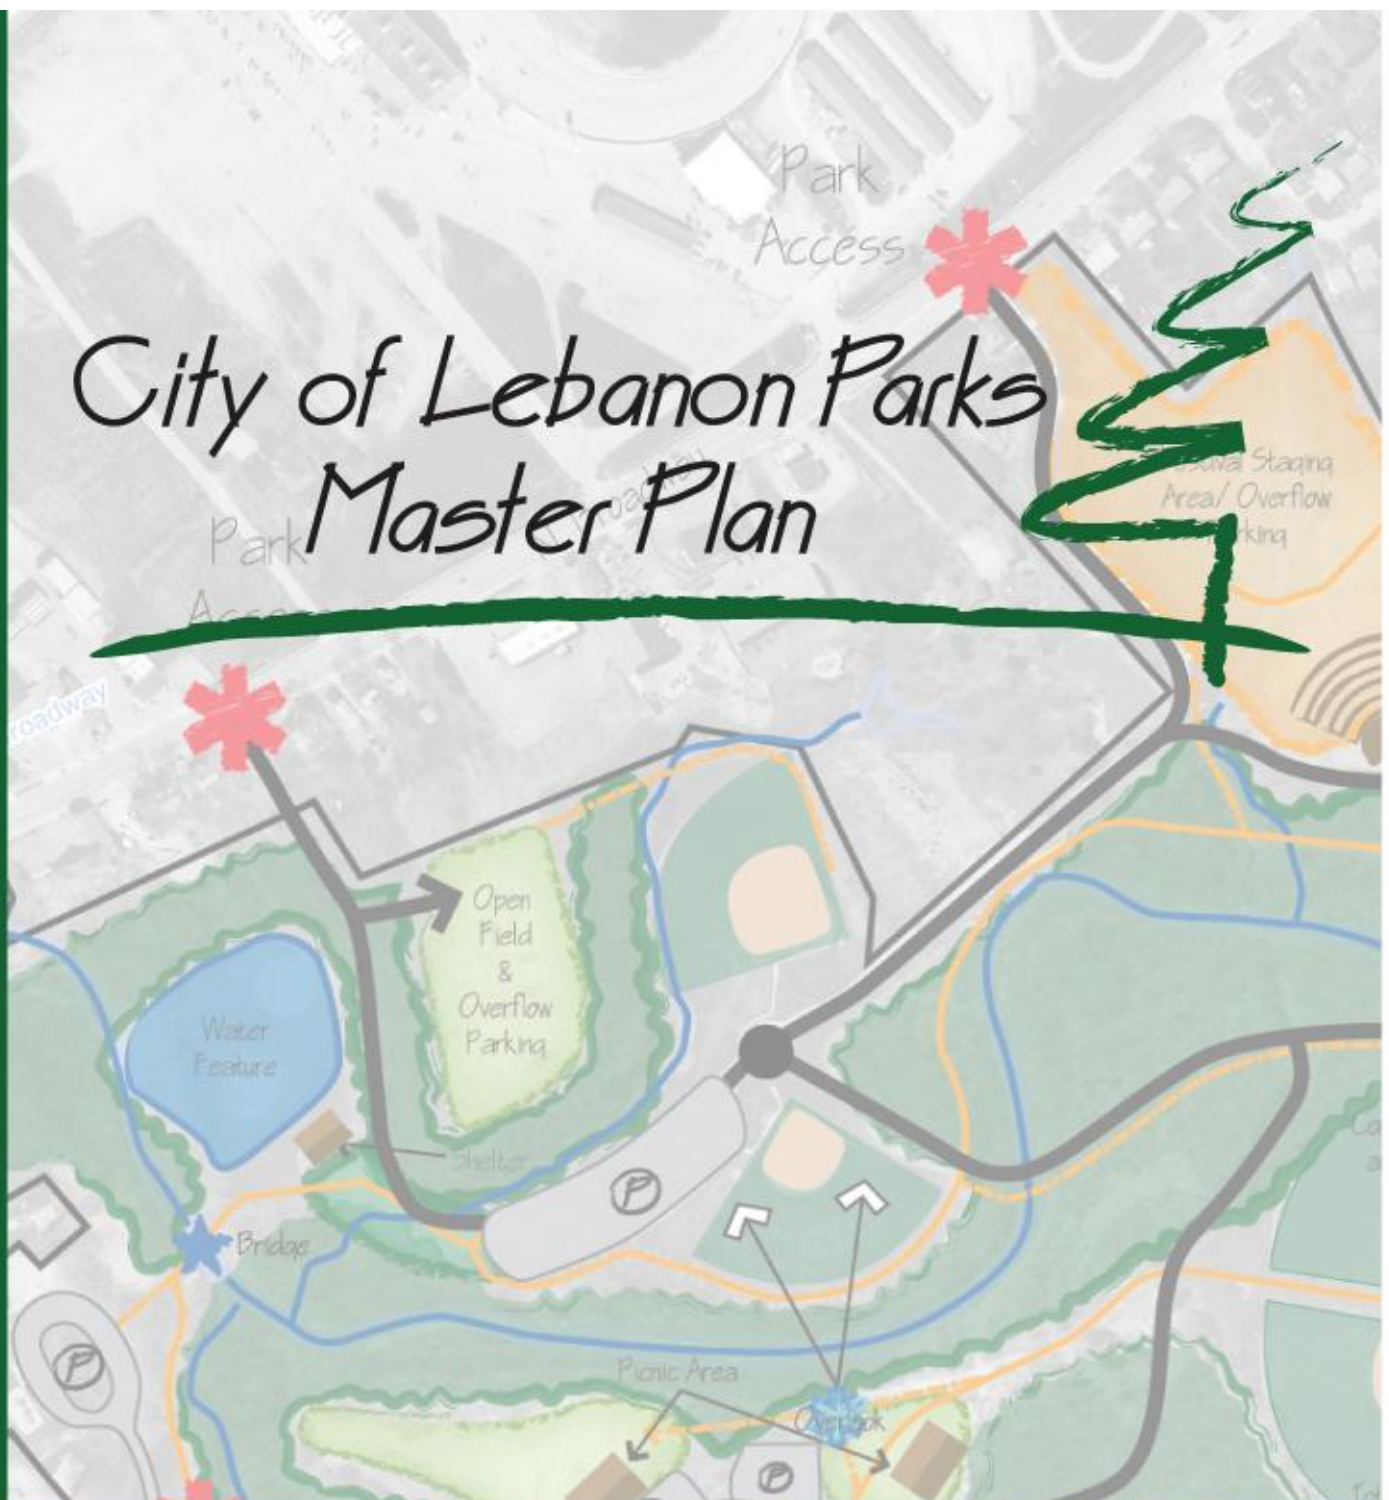 Park
Access
City of Lebanon Parks
Master Plan
Broadway
Staging
Area/ Overflow
Park
roadway
Open
Field
&
Overflow
Parking
Water
Feature
Shelter
P
Bridge
P
Picnic Area
Overlook
P